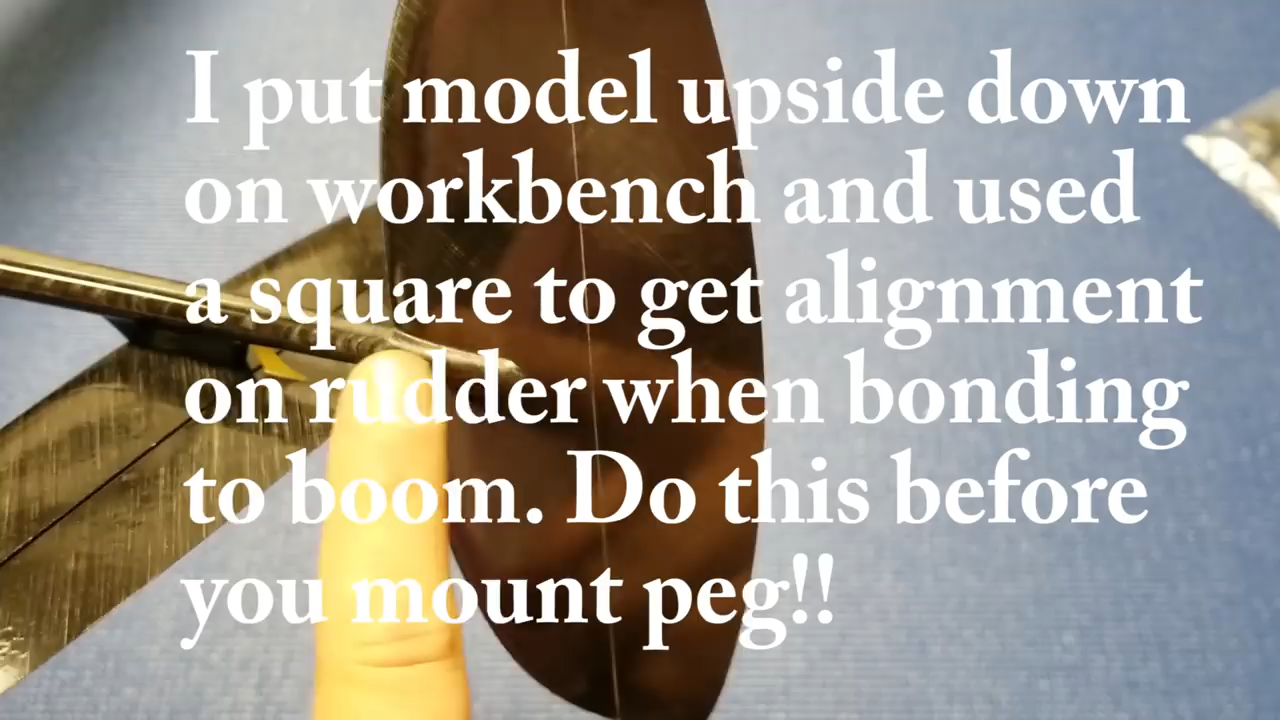 I put model upside down
on workbench and used
a square to get alignment
on rudder when bonding
to boom. Do this before
you mount peg!!